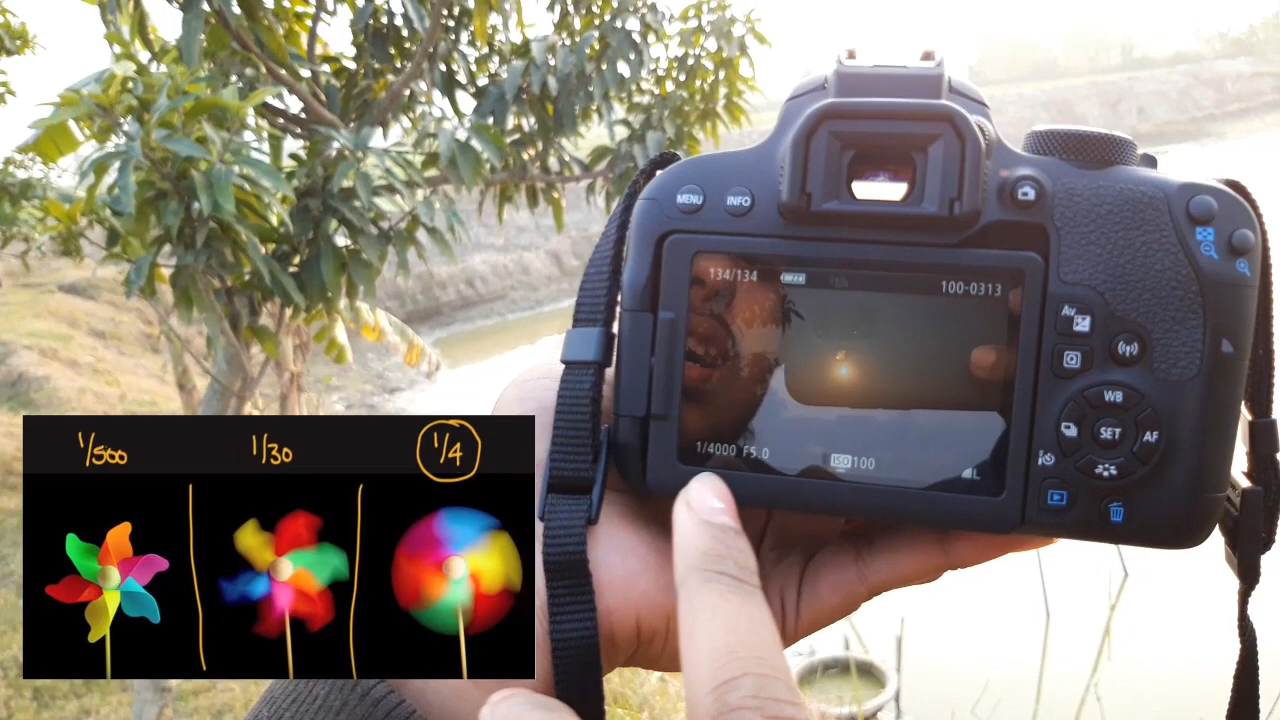 MENU INFO
134/134 100-0313
1/4000 F5.0 ISO 100 L
Av
Q
WB
SET AF
1/500 1/30 1/4